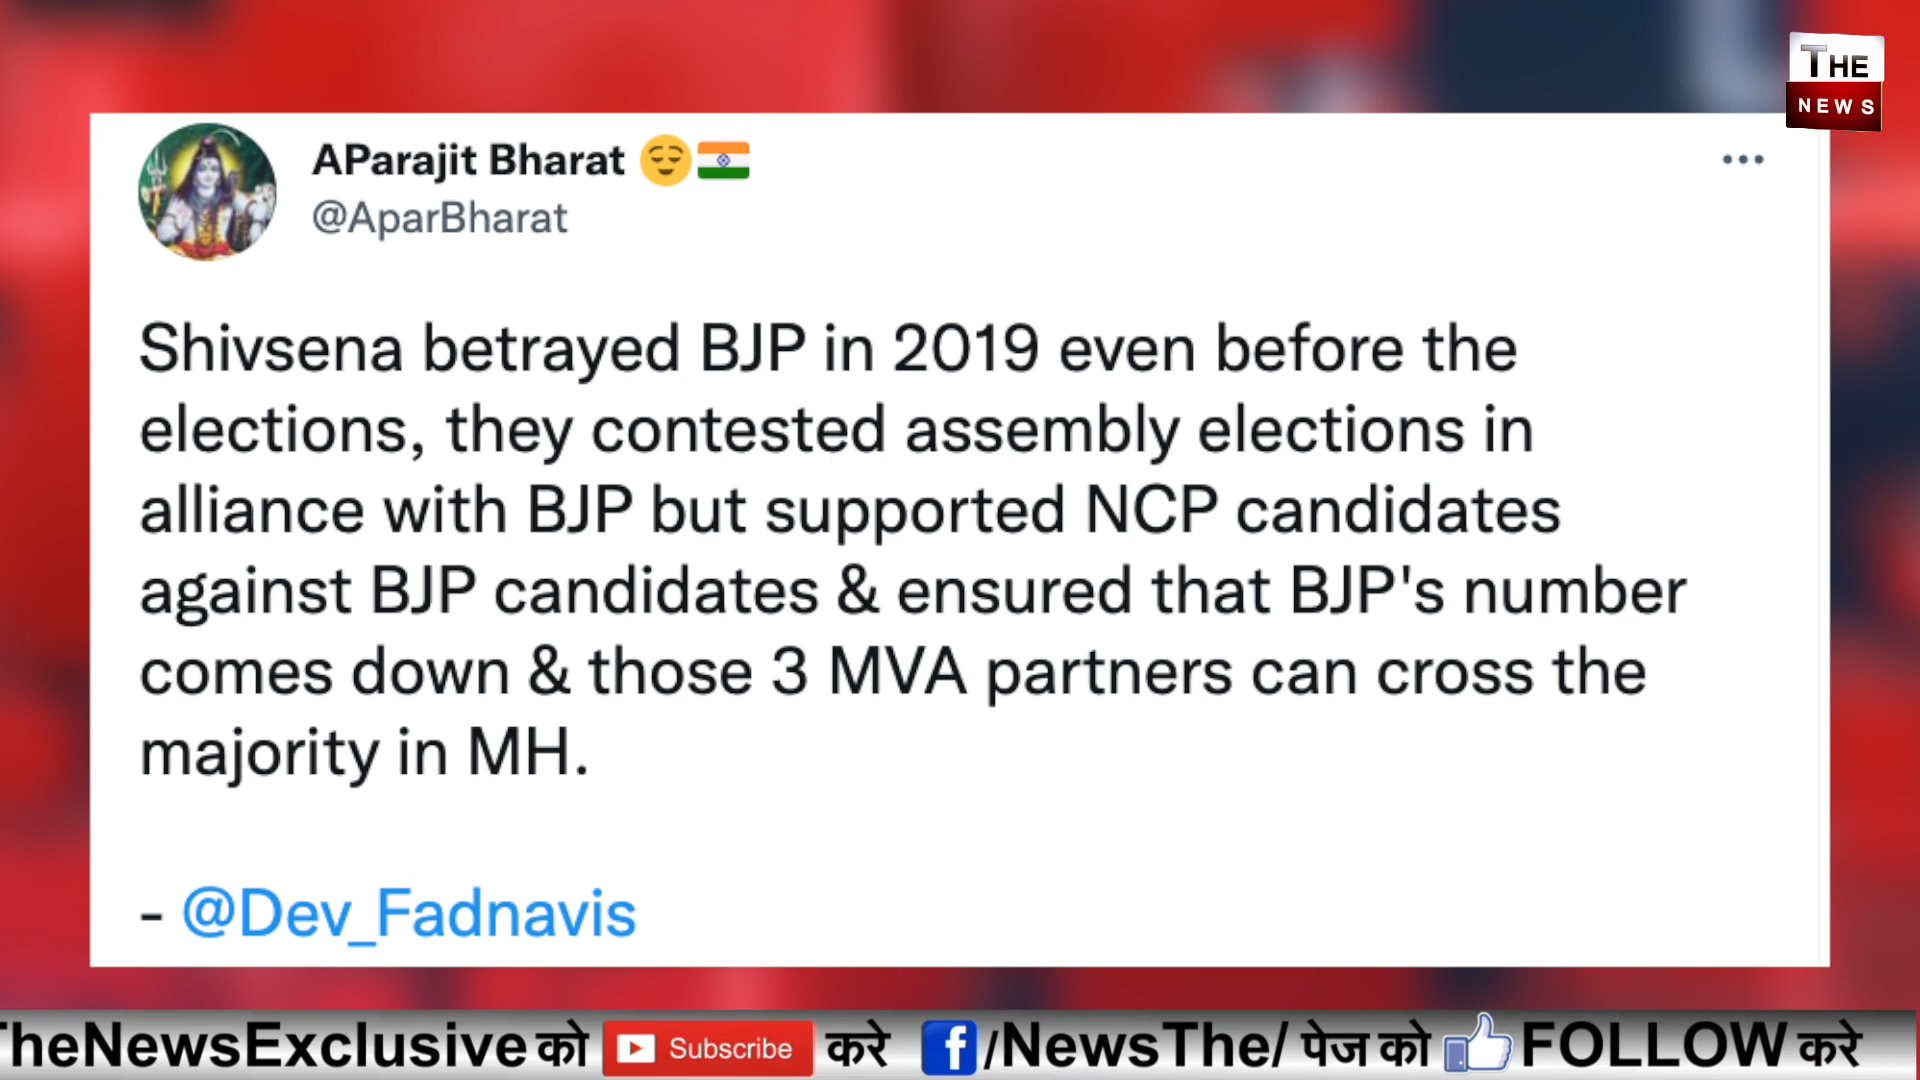 THE
NEWS
AParajit Bharat 😌🇮🇳
@AparBharat
Shivsena betrayed BJP in 2019 even before the
elections, they contested assembly elections in
alliance with BJP but supported NCP candidates
against BJP candidates & ensured that BJP's number
comes down & those 3 MVA partners can cross the
majority in MH.
- @Dev_Fadnavis
TheNewsExclusive को Subscribe करे f/NewsThe/ पेज को FOLLOW करे